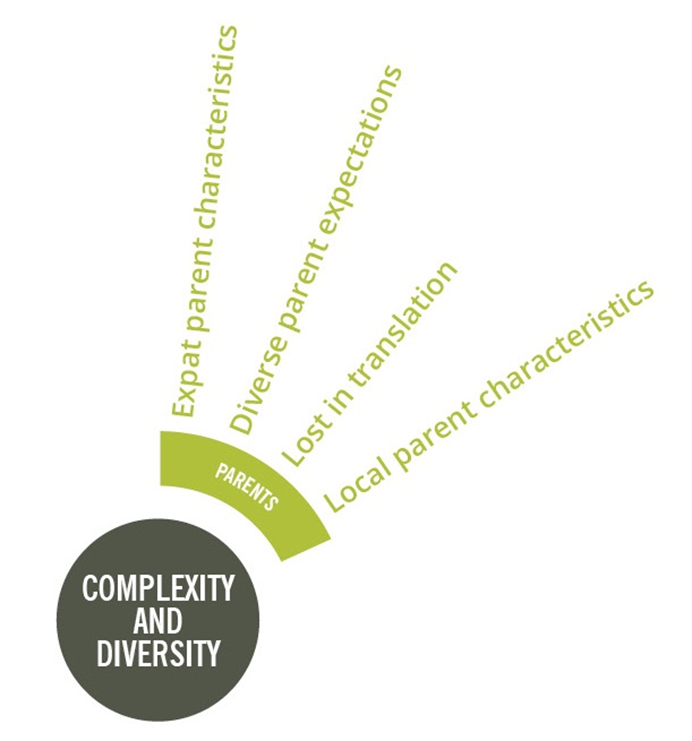 Expat parent characteristics
Diverse parent expectations
Lost in translation
Local parent characteristics
PARENTS
COMPLEXITY
AND
DIVERSITY